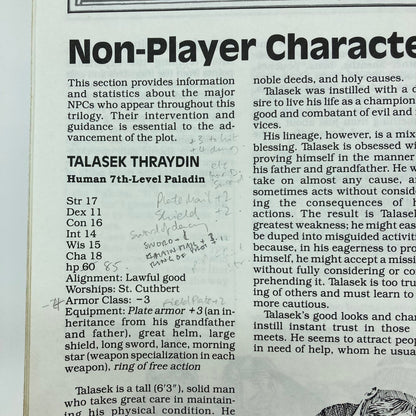 Non-Player Characte
This section provides information
and statistics about the major
NPCs who appear throughout this
trilogy. Their intervention and
guidance is essential to the ad-
vancement of the plot.
TALASEK THRAYDIN
Human 7th-Level Paladin
Str 17
Dex 11
Con 16
Int 14
Wis 15
Cha 18
hp 60 85
Alignment: Lawful good
Worships: St. Cuthbert
-4 Armor Class: −3
Equipment: Plate armor +3 (an in-
heritance from his grandfather
and father), great helm, large
shield, long sword, lance, morning
star (weapon specialization in each
weapon). ring of free action
Talasek is a tall (6'3"), solid man
who takes great care in maintain-
ing his physical condition. He
Plate mail +2
Shield +2
Field Plate +2
noble deeds, and holy causes.
Talasek was instilled with a d
sire to live his life as a champion
good and combatant of evil and
vices.
His lineage, however, is a mix
blessing. Talasek is obsessed wi
proving himself in the manner
his father and grandfather. He w
take on almost any cause, a
sometimes acts without consid
ing the consequences of h
actions. The result is Talase
greatest weakness; he might eas
be duped into misguided activiti
because, in his eagerness to pro
himself, he might accept a missi
without fully considering or co
prehending it. Talasek is too tru
ing of others and must learn to
more cautious.
Talasek's good looks and cha
instill instant trust in those
meets. He seems to attract peop
in need of help, whom he usua